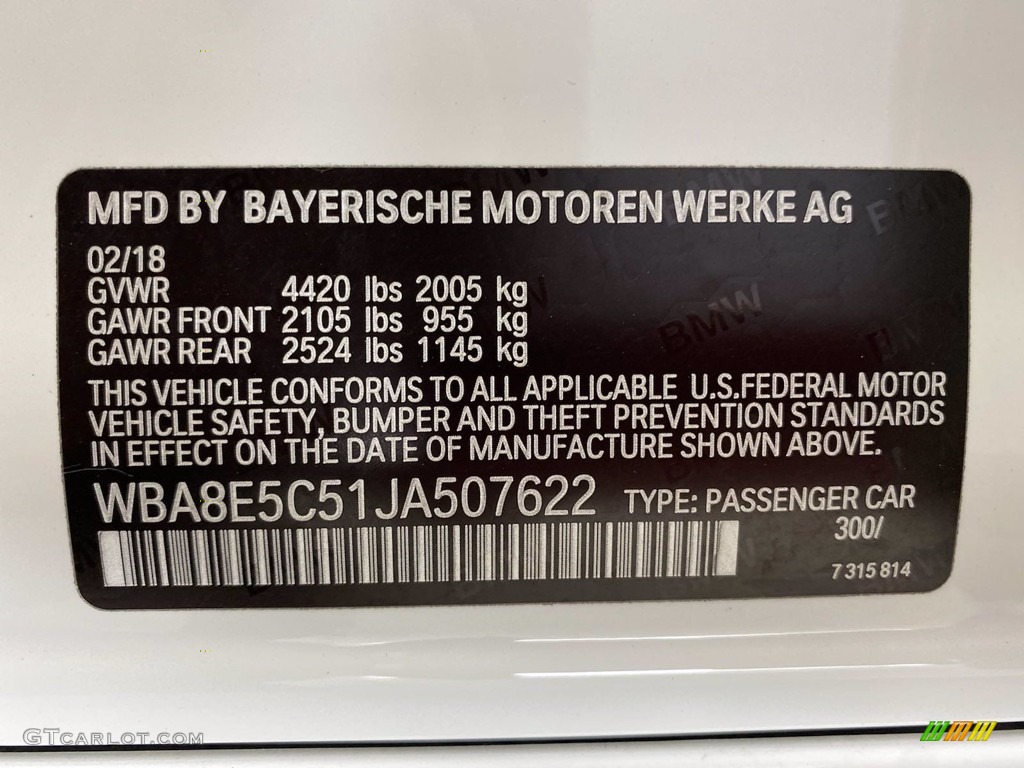 MFD BY BAYERISCHE MOTOREN WERKE AG
BMW
02/18
GVWR 4420 lbs 2005 kg
GAWR FRONT 2105 lbs 955 kg
GAWR REAR 2524 lbs 1145 kg
BMW
THIS VEHICLE CONFORMS TO ALL APPLICABLE U.S.FEDERAL MOTOR
VEHICLE SAFETY, BUMPER AND THEFT PREVENTION STANDARDS
IN EFFECT ON THE DATE OF MANUFACTURE SHOWN ABOVE.
WBA8E5C51JA507622 TYPE: PASSENGER CAR
300/
7 315 814
GTCARLOT.COM